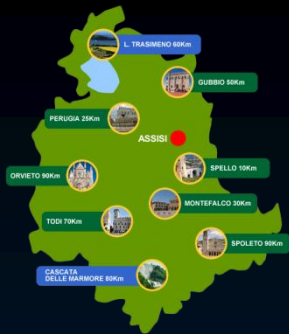 L. TRASIMENO 60Km
GUBBIO 50Km
PERUGIA 25Km
ASSISI
SPELLO 10Km
ORVIETO 90Km
MONTEFALCO 30Km
TODI 70Km
SPOLETO 90Km
CASCATA
DELLE MARMORE 80Km